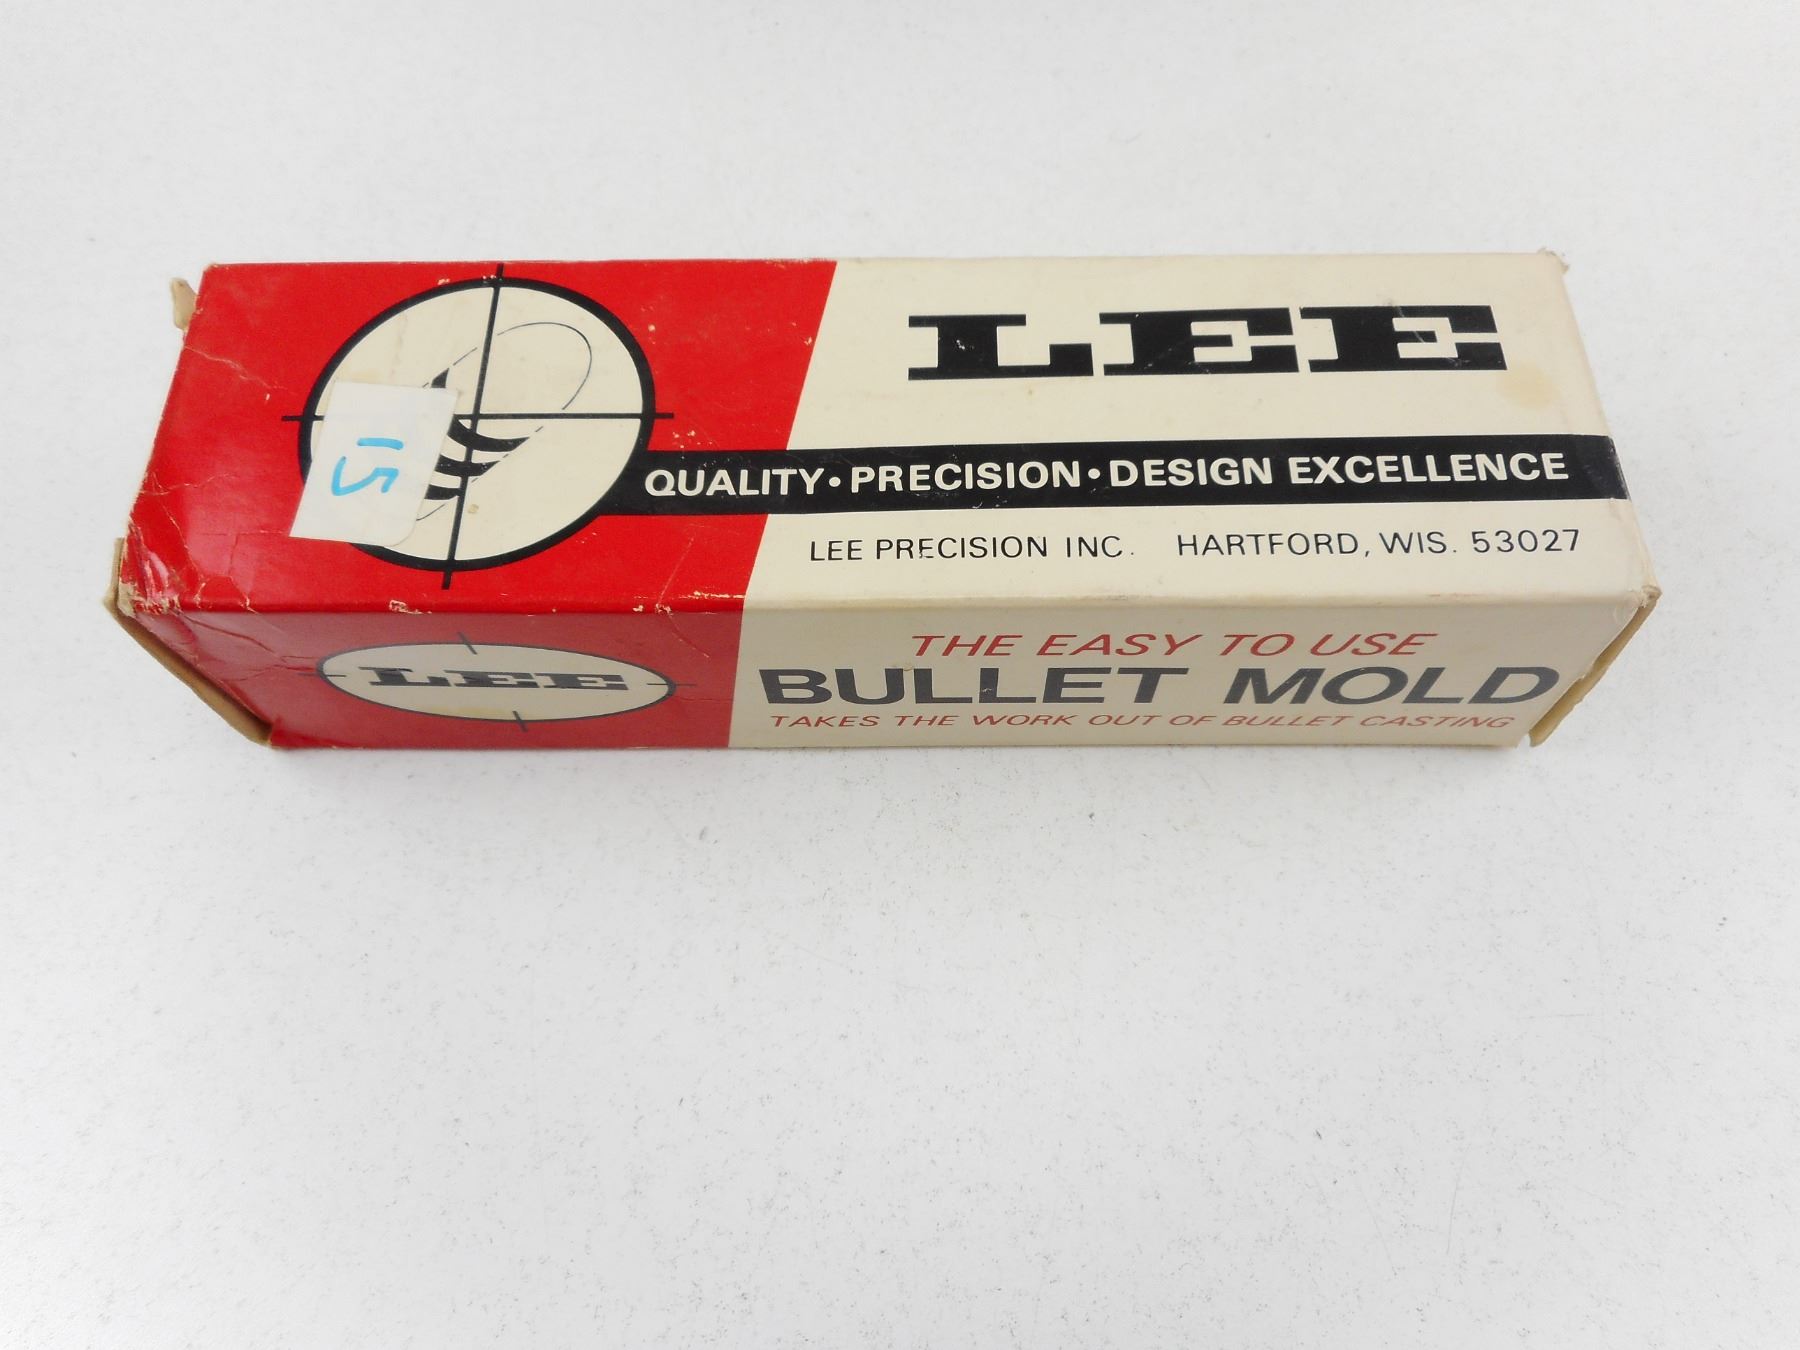 LEE
15
QUALITY • PRECISION • DESIGN EXCELLENCE
LEE PRECISION INC. HARTFORD, WIS. 53027
LEE
THE EASY TO USE
BULLET MOLD
TAKES THE WORK OUT OF BULLET CASTING